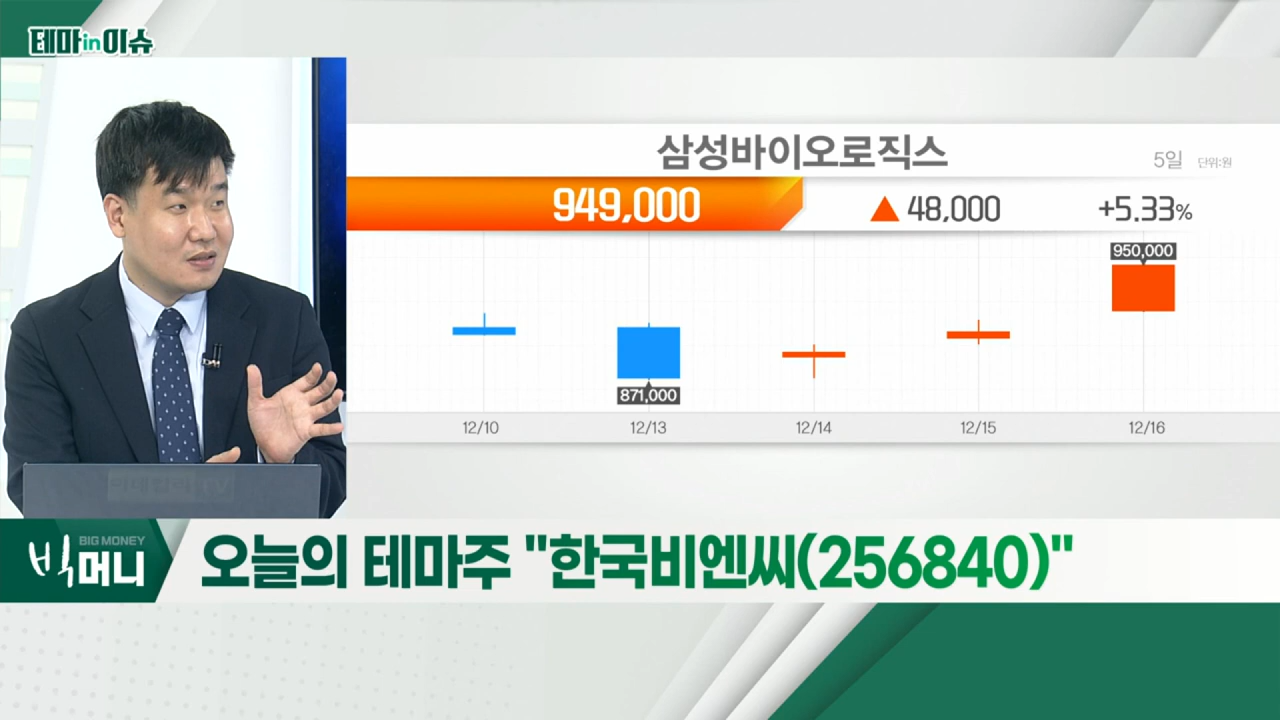 테마in이슈
삼성바이오로직스
5일 단위:원
949,000 ▲ 48,000 +5.33%
950,000
871,000
12/10 12/13 12/14 12/15 12/16
BIG MONEY
빅머니
오늘의 테마주 "한국비엔씨(256840)"